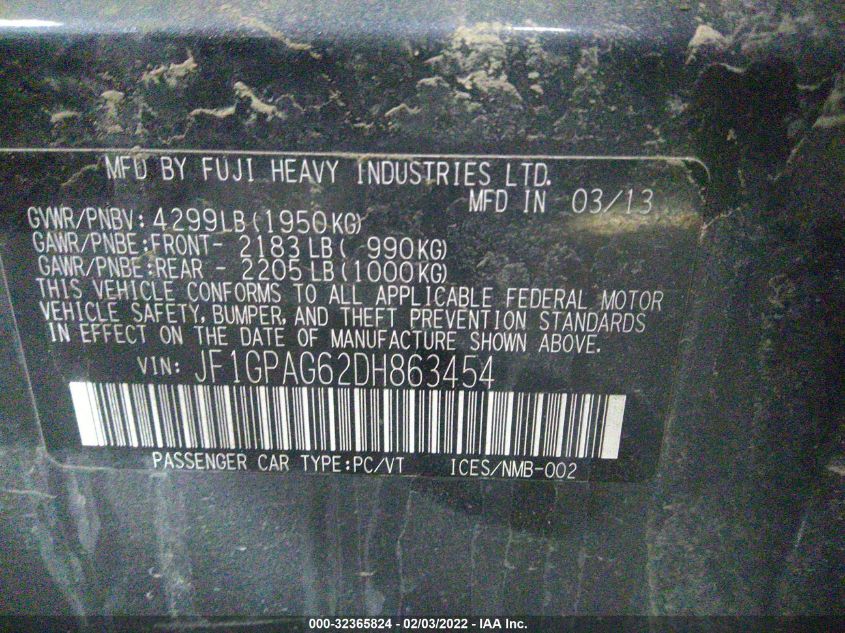 MFD BY FUJI HEAVY INDUSTRIES LTD.
MFD IN 03/13
GVWR/PNBV: 4299LB(1950KG)
GAWR/PNBE:FRONT- 2183LB( 990KG)
GAWR/PNBE:REAR - 2205LB(1000KG)
THIS VEHICLE CONFORMS TO ALL APPLICABLE FEDERAL MOTOR
VEHICLE SAFETY, BUMPER, AND THEFT PREVENTION STANDARDS
IN EFFECT ON THE DATE OF MANUFACTURE SHOWN ABOVE.
VIN: JF1GPAG62DH863454
PASSENGER CAR TYPE:PC/VT ICES/NMB-002
000-32365824 - 02/03/2022 - IAA Inc.